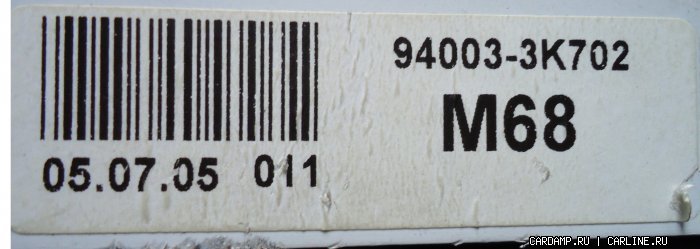 94003-3K702
M68
05.07.05 011
CARDAMP.RU | CARLINE.RU